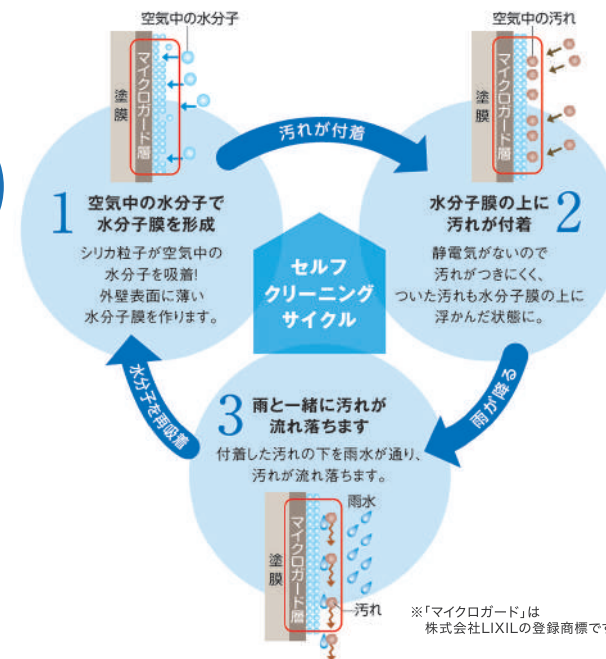 空気中の水分子
マイクロガード層
塗膜
1
空気中の水分子で
水分子膜を形成
シリカ粒子が空気中の
水分子を吸着!
外壁表面に薄い
水分子膜を作ります。
汚れが付着
空気中の汚れ
マイクロガード層
塗膜
水分子膜の上に
汚れが付着
2
静電気がないので
汚れがつきにくく、
ついた汚れも水分子膜の上に
浮かんだ状態に。
セルフ
クリーニング
サイクル
雨が降る
3
雨と一緒に汚れが
流れ落ちます
付着した汚れの下を雨水が通り、
汚れが流れ落ちます。
雨水
マイクロガード層
塗膜
汚れ
水分子を再吸着
※「マイクロガード」は
株式会社LIXILの登録商標です